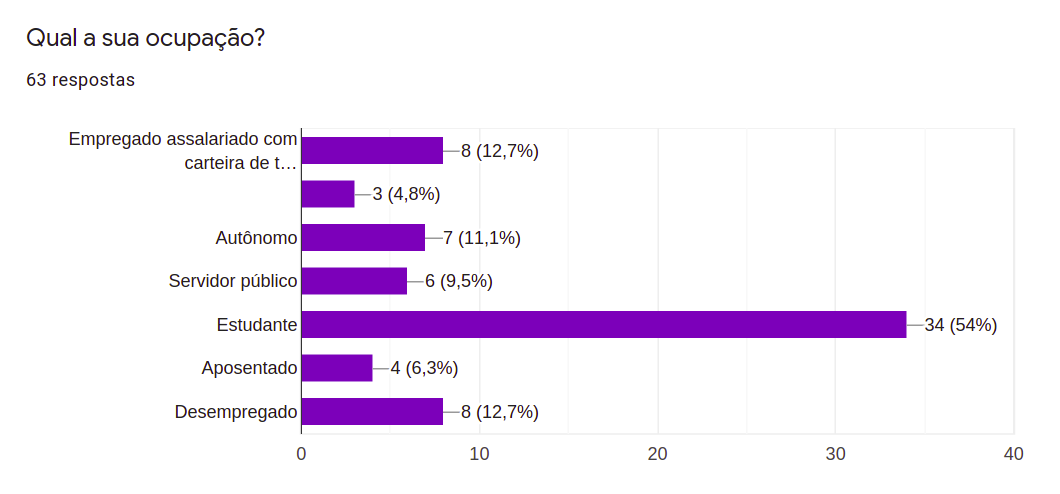 Qual a sua ocupação?
63 respostas
Empregado assalariado com
carteira de t…
8 (12,7%)
3 (4,8%)
Autônomo
7 (11,1%)
Servidor público
6 (9,5%)
Estudante
34 (54%)
Aposentado
4 (6,3%)
Desempregado
8 (12,7%)
0
10
20
30
40